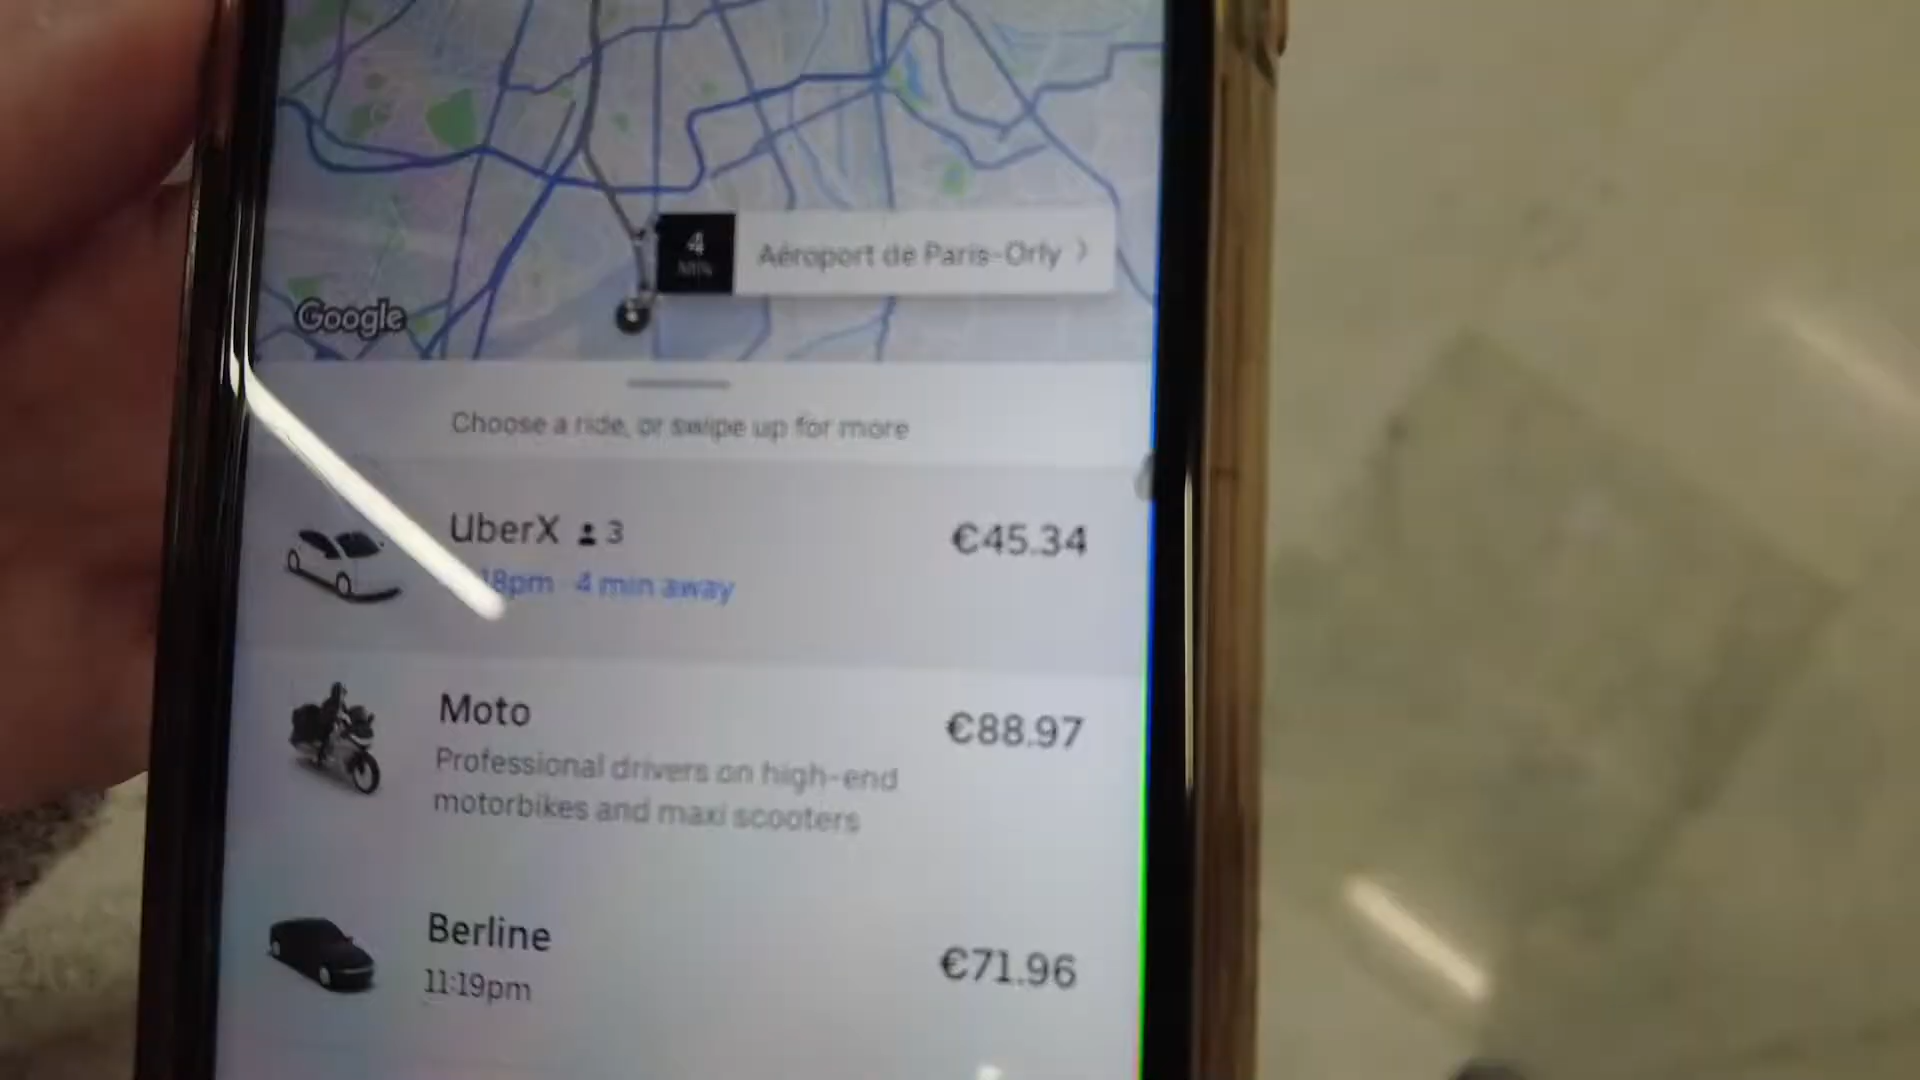 4
MIN
Aéroport de Paris-Orly
Google
Choose a ride, or swipe up for more
UberX 3
€45.34
18pm 4 min away
Moto
€88.97
Professional drivers on high-end
motorbikes and maxi scooters
Berline
€71.96
11:19pm